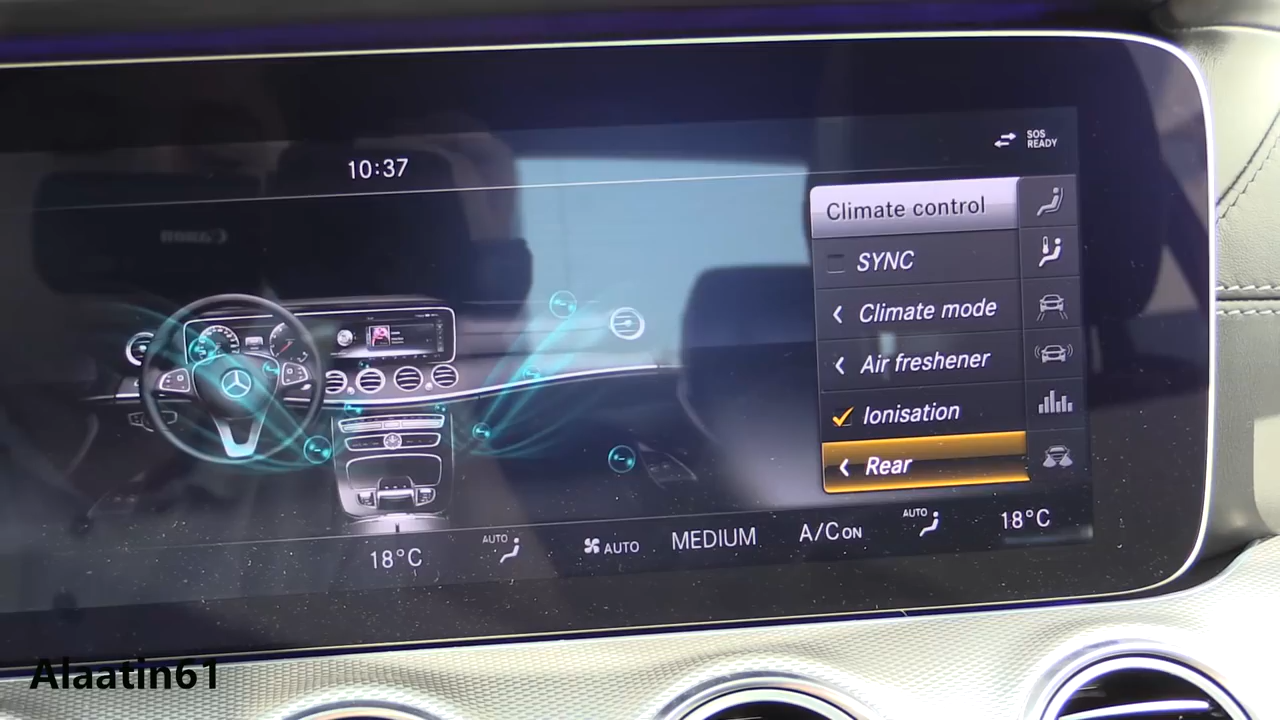 10:37
SOS
READY
Climate control
SYNC
Climate mode
Air freshener
Ionisation
Rear
18°C
AUTO
AUTO
MEDIUM
A/C ON
AUTO
18°C
Alaatin61